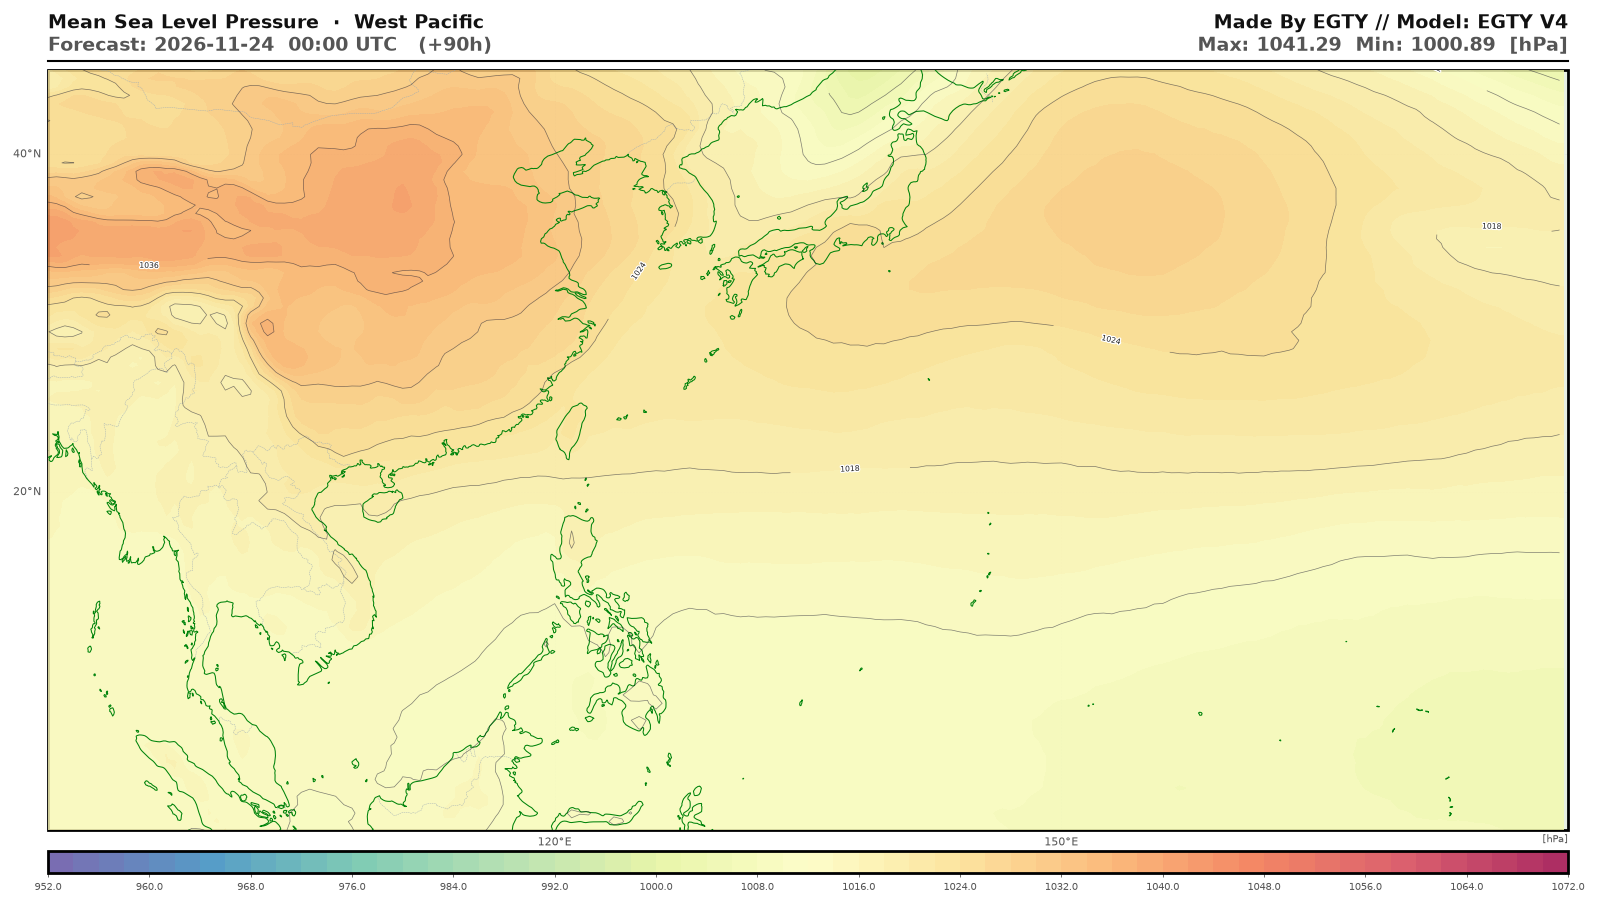 Mean Sea Level Pressure · West Pacific
Made By EGTY // Model: EGTY V4
Forecast: 2026-11-24 00:00 UTC (+90h)
Max: 1041.29 Min: 1000.89 [hPa]
40°N
1018
1036
1024
1024
1018
20°N
120°E
150°E
[hPa]
952.0 960.0 968.0 976.0 984.0 992.0 1000.0 1008.0 1016.0 1024.0 1032.0 1040.0 1048.0 1056.0 1064.0 1072.0